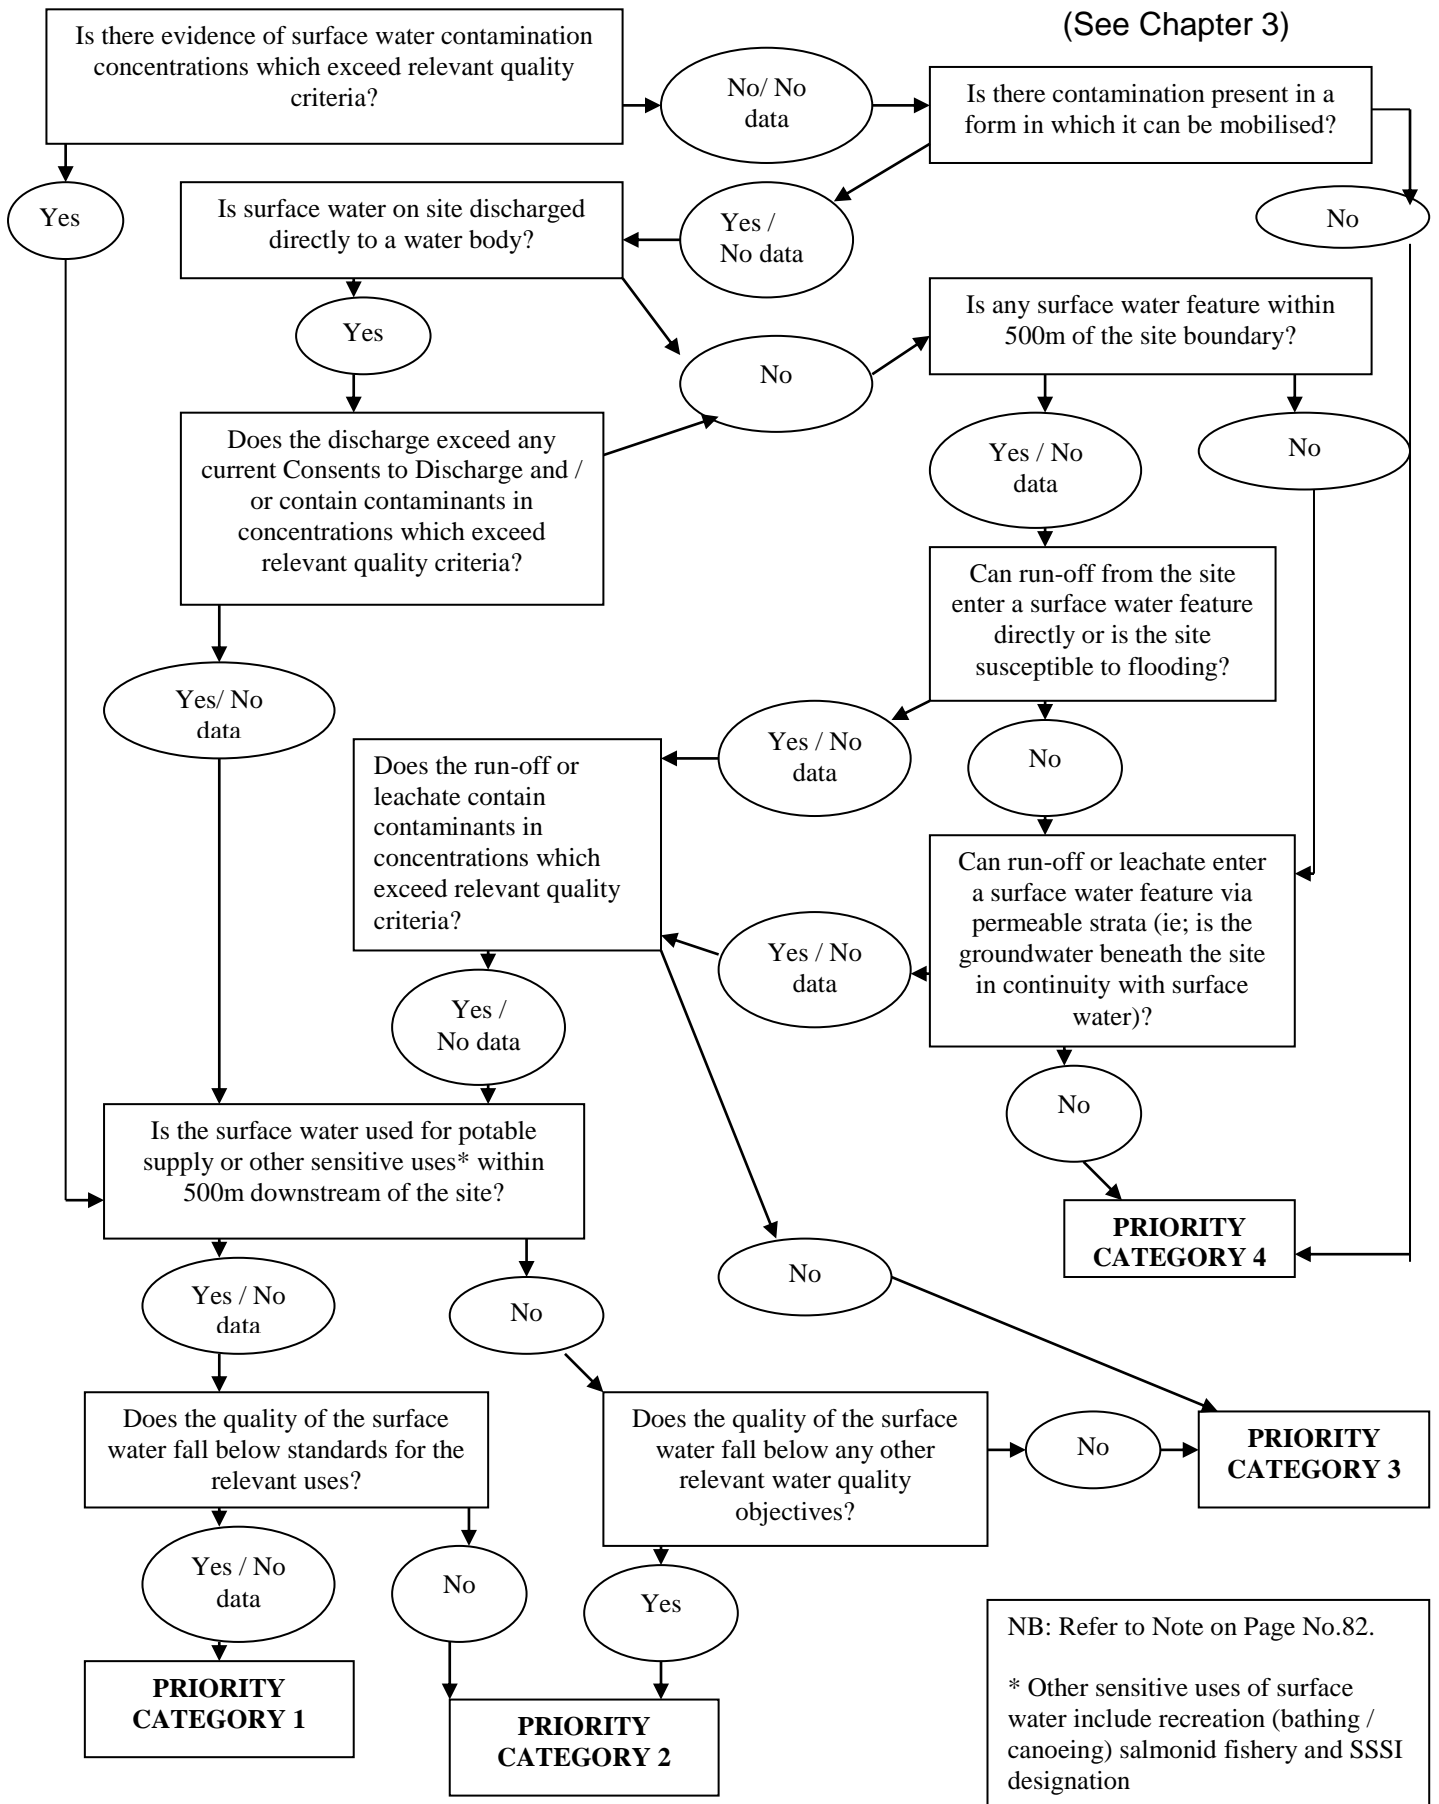 (See Chapter 3)
Is there evidence of surface water contamination
concentrations which exceed relevant quality
criteria?
No/ No
data
Is there contamination present in a
form in which it can be mobilised?
Yes
Is surface water on site discharged
directly to a water body?
Yes /
No data
No
Yes
No
Is any surface water feature within
500m of the site boundary?
Does the discharge exceed any
current Consents to Discharge and /
or contain contaminants in
concentrations which exceed
relevant quality criteria?
Yes / No
data
No
Can run-off from the site
enter a surface water feature
directly or is the site
susceptible to flooding?
Yes/ No
data
Yes / No
data
No
Does the run-off or
leachate contain
contaminants in
concentrations which
exceed relevant quality
criteria?
Can run-off or leachate enter
a surface water feature via
permeable strata (ie; is the
groundwater beneath the site
in continuity with surface
water)?
Yes / No
data
Yes /
No data
No
Is the surface water used for potable
supply or other sensitive uses* within
500m downstream of the site?
PRIORITY
CATEGORY 4
No
Yes / No
data
No
Does the quality of the surface
water fall below standards for the
relevant uses?
Does the quality of the surface
water fall below any other
relevant water quality
objectives?
No
PRIORITY
CATEGORY 3
Yes / No
data
No
Yes
PRIORITY
CATEGORY 1
PRIORITY
CATEGORY 2
NB: Refer to Note on Page No.82.
* Other sensitive uses of surface
water include recreation (bathing /
canoeing) salmonid fishery and SSSI
designation